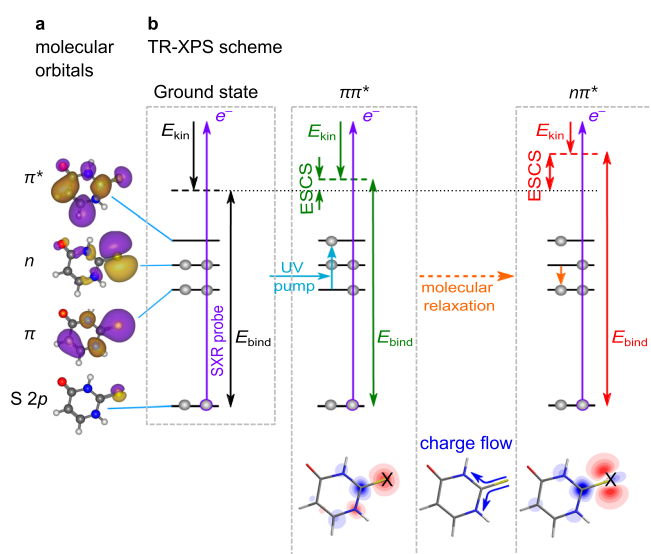 a
b
molecular
orbitals
TR-XPS scheme
Ground state
ππ*
nπ*
e⁻
e⁻
e⁻
E_kin
E_kin
E_kin
ESCS
ESCS
π*
n
π
S 2p
UV
pump
molecular
relaxation
SXR probe
E_bind
E_bind
E_bind
charge flow
X
X